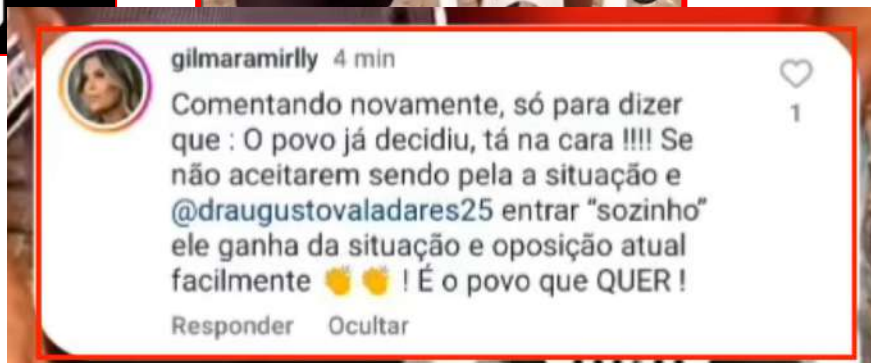 gilmaramirlly 4 min
Comentando novamente, só para dizer
que : O povo já decidiu, tá na cara !!!! Se
não aceitarem sendo pela a situação e
@draugustovaladares25 entrar “sozinho”
ele ganha da situação e oposição atual
facilmente 👏👏 ! É o povo que QUER !
1
Responder Ocultar